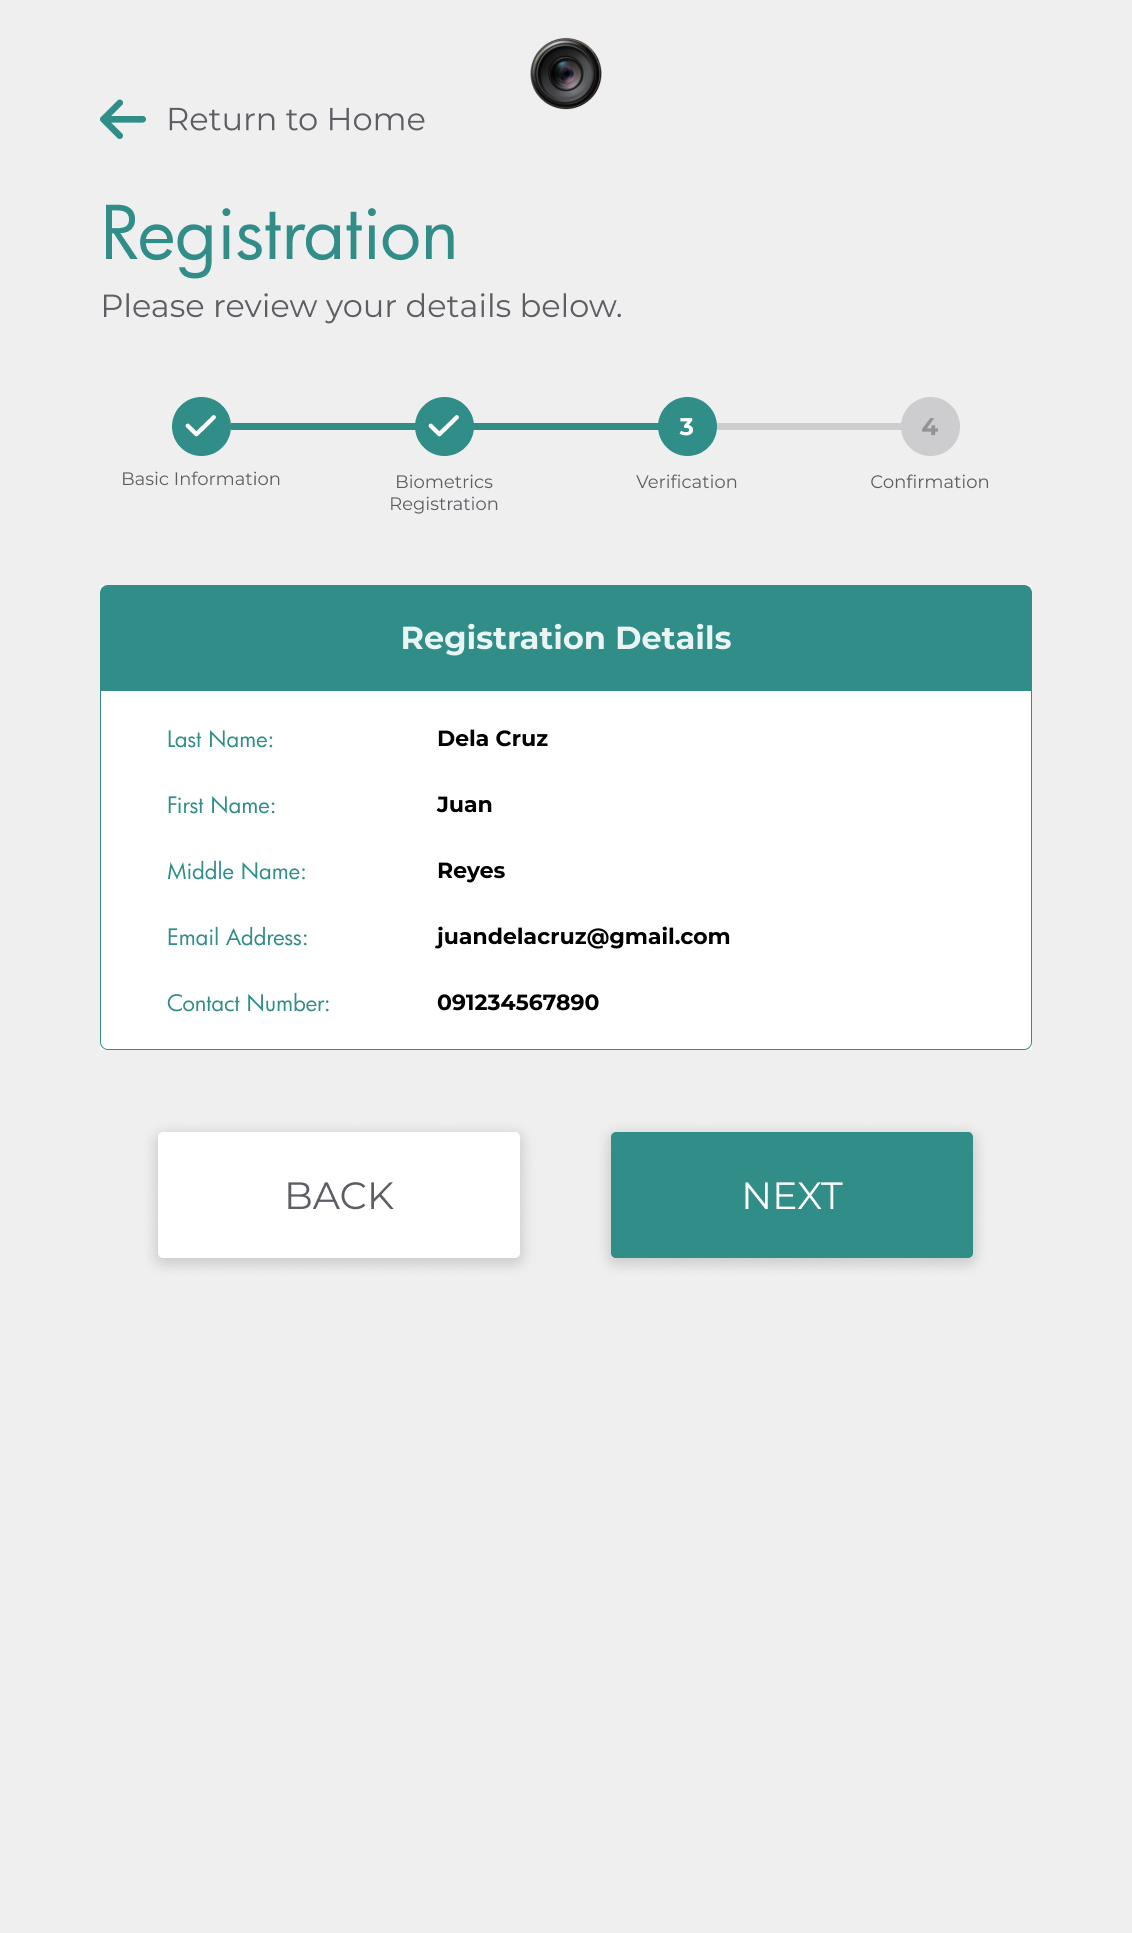 Return to Home
Registration
Please review your details below.
3
4
Basic Information
Biometrics
Registration
Verification
Confirmation
Registration Details
Last Name: Dela Cruz
First Name: Juan
Middle Name: Reyes
Email Address: juandelacruz@gmail.com
Contact Number: 091234567890
BACK
NEXT